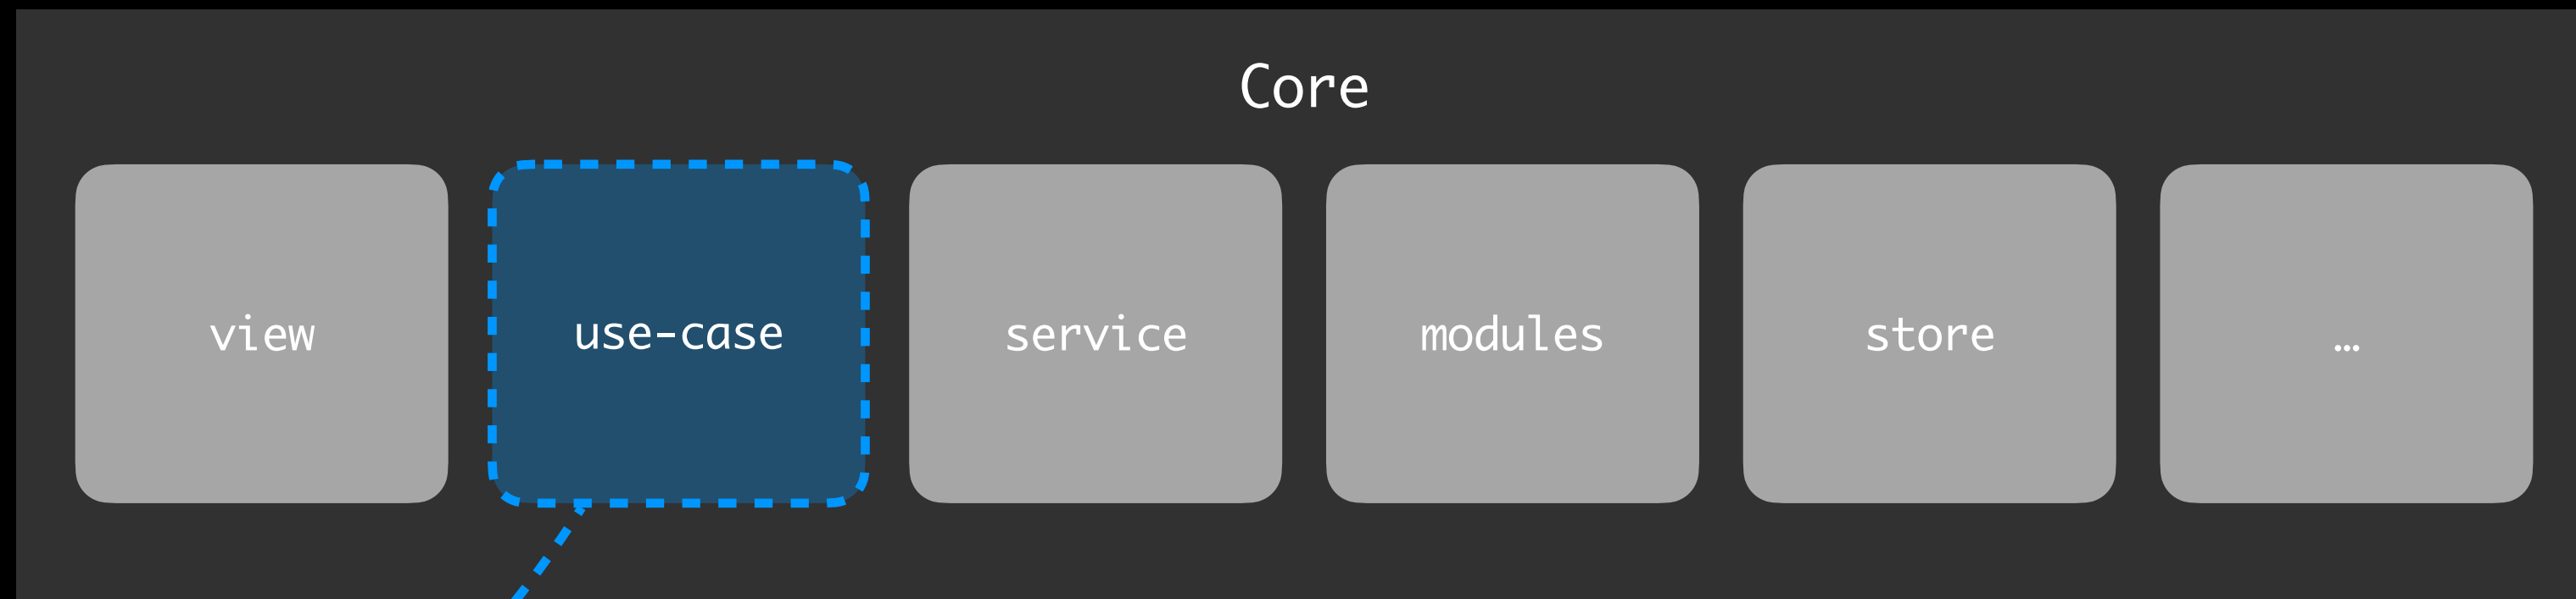 Core
view
use-case
service
modules
store
…